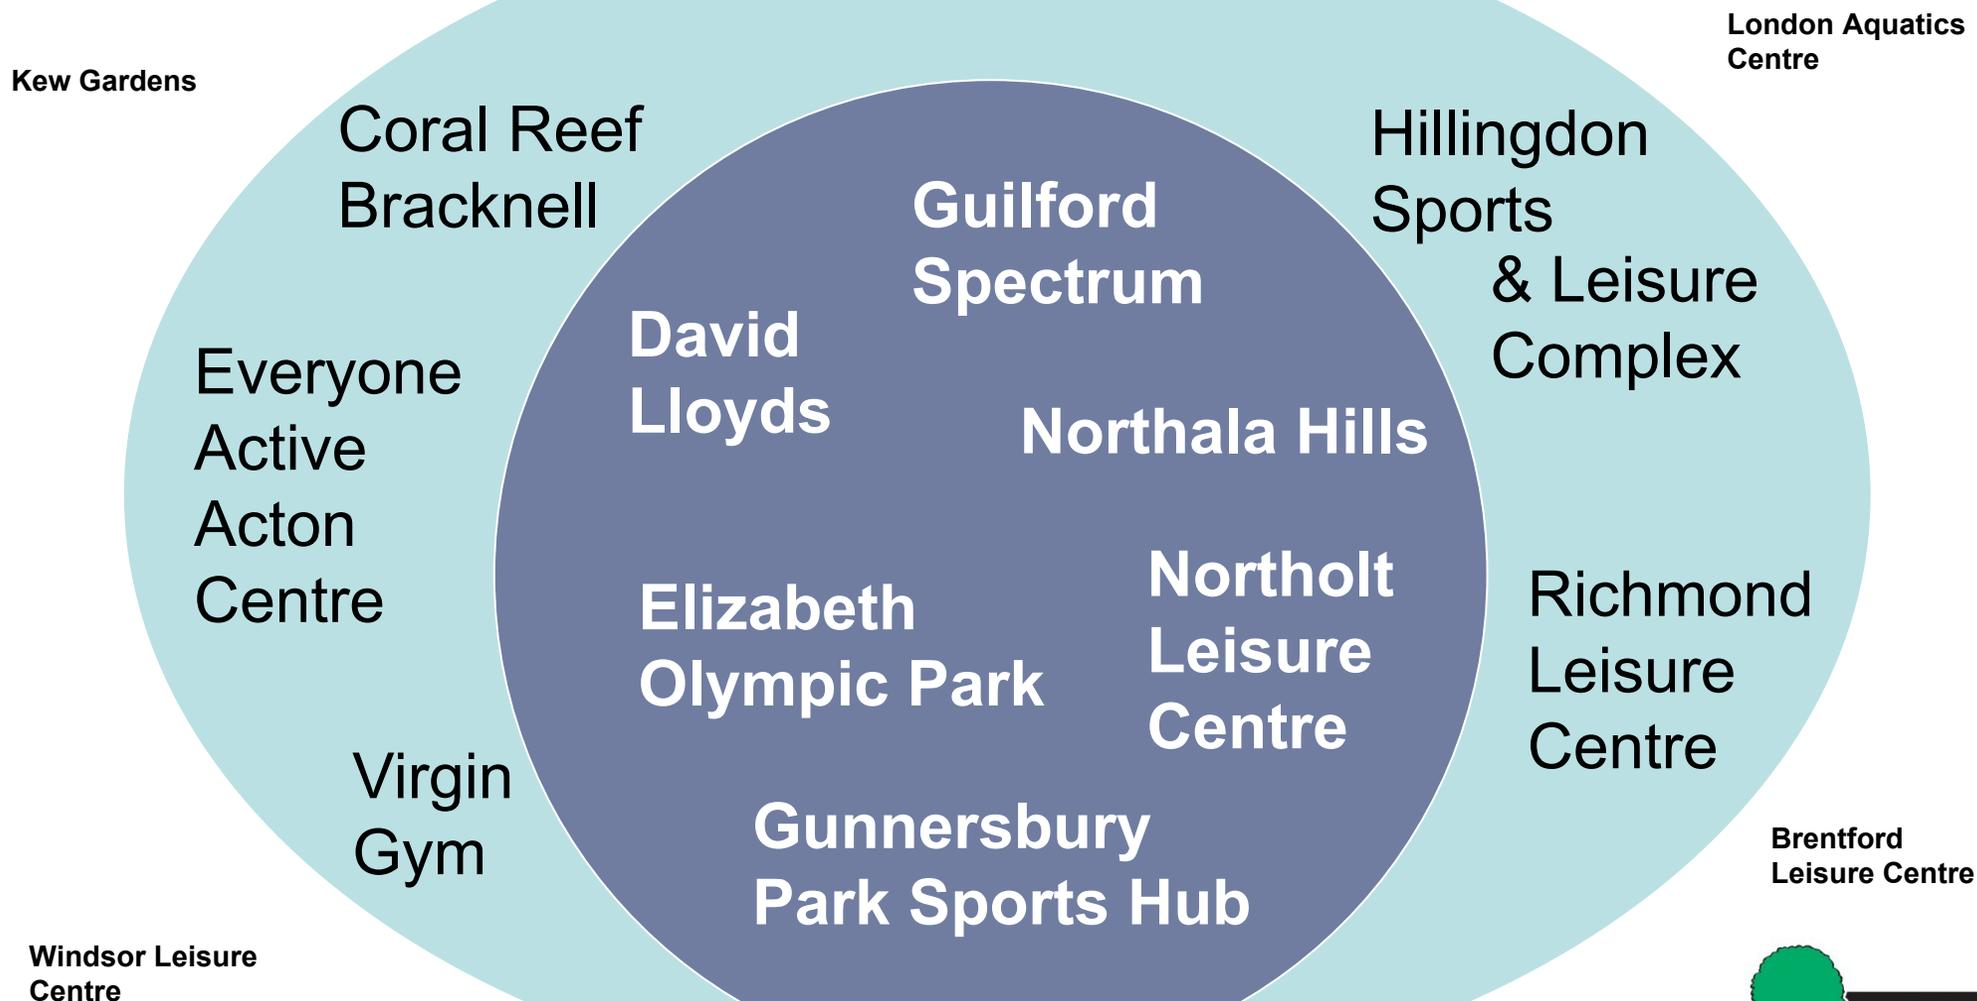 London Aquatics
Centre
Kew Gardens
Coral Reef
Bracknell
Hillingdon
Sports
& Leisure
Complex
Guilford
Spectrum
David
Lloyds
Northala Hills
Everyone
Active
Acton
Centre
Elizabeth
Olympic Park
Northolt
Leisure
Centre
Richmond
Leisure
Centre
Virgin
Gym
Gunnersbury
Park Sports Hub
Brentford
Leisure Centre
Windsor Leisure
Centre